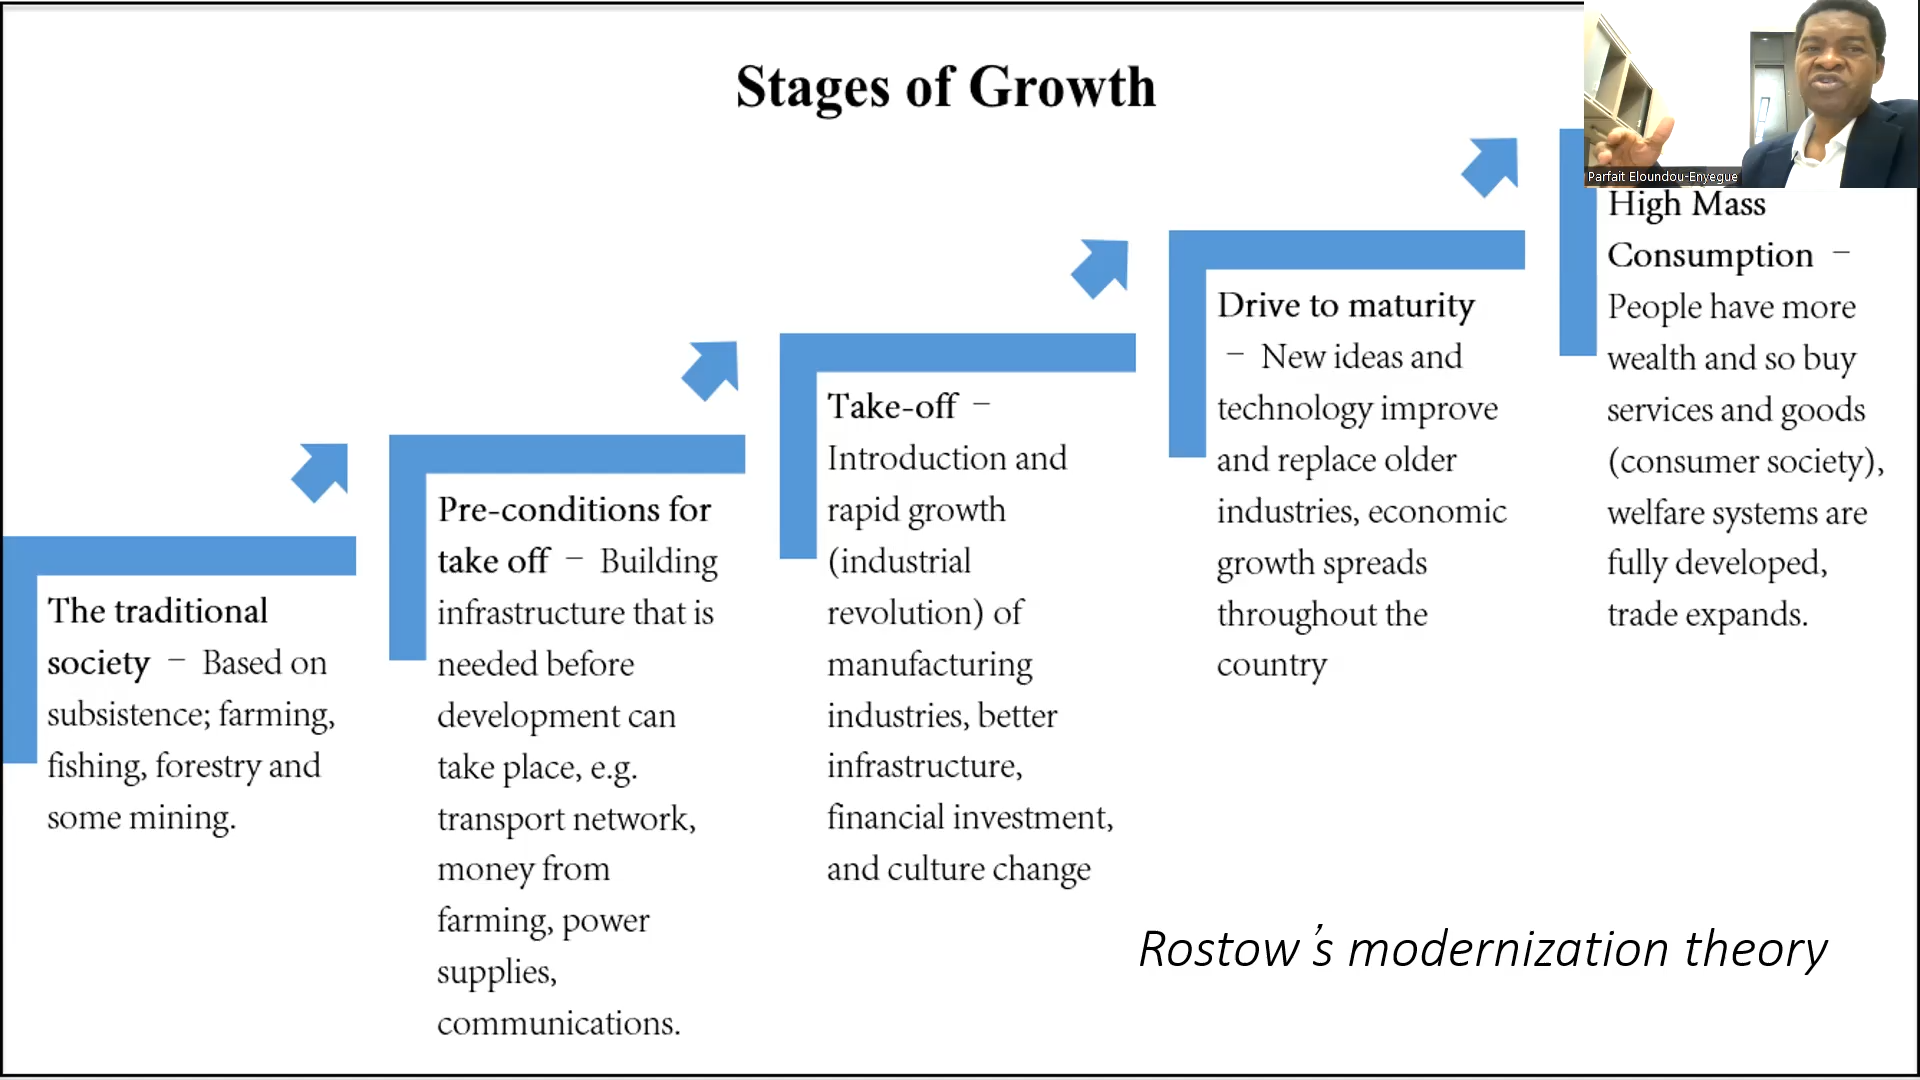 Stages of Growth
Parfait Eloundou-Enyegue
The traditional
society – Based on
subsistence; farming,
fishing, forestry and
some mining.
Pre-conditions for
take off – Building
infrastructure that is
needed before
development can
take place, e.g.
transport network,
money from
farming, power
supplies,
communications.
Take-off –
Introduction and
rapid growth
(industrial
revolution) of
manufacturing
industries, better
infrastructure,
financial investment,
and culture change
Drive to maturity
– New ideas and
technology improve
and replace older
industries, economic
growth spreads
throughout the
country
High Mass
Consumption –
People have more
wealth and so buy
services and goods
(consumer society),
welfare systems are
fully developed,
trade expands.
Rostow’s modernization theory